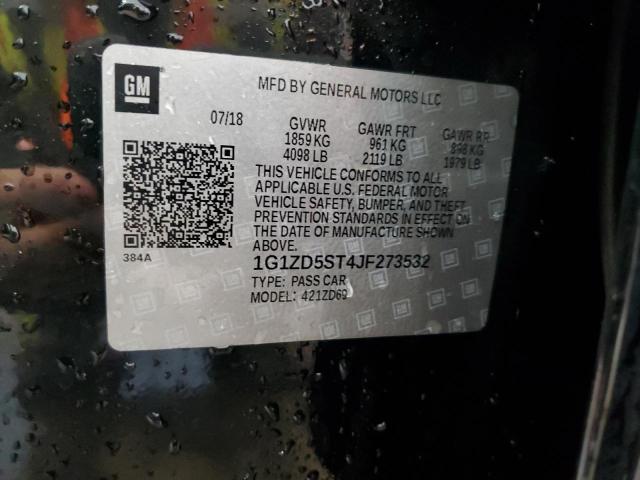 GM
MFD BY GENERAL MOTORS LLC
07/18 GVWR GAWR FRT GAWR RR
1859 KG 961 KG 898 KG
4098 LB 2119 LB 1979 LB
THIS VEHICLE CONFORMS TO ALL
APPLICABLE U.S. FEDERAL MOTOR
VEHICLE SAFETY, BUMPER, AND THEFT
PREVENTION STANDARDS IN EFFECT ON
THE DATE OF MANUFACTURE SHOWN
ABOVE.
384A
1G1ZD5ST4JF273532
TYPE: PASS CAR
MODEL: 421ZD69